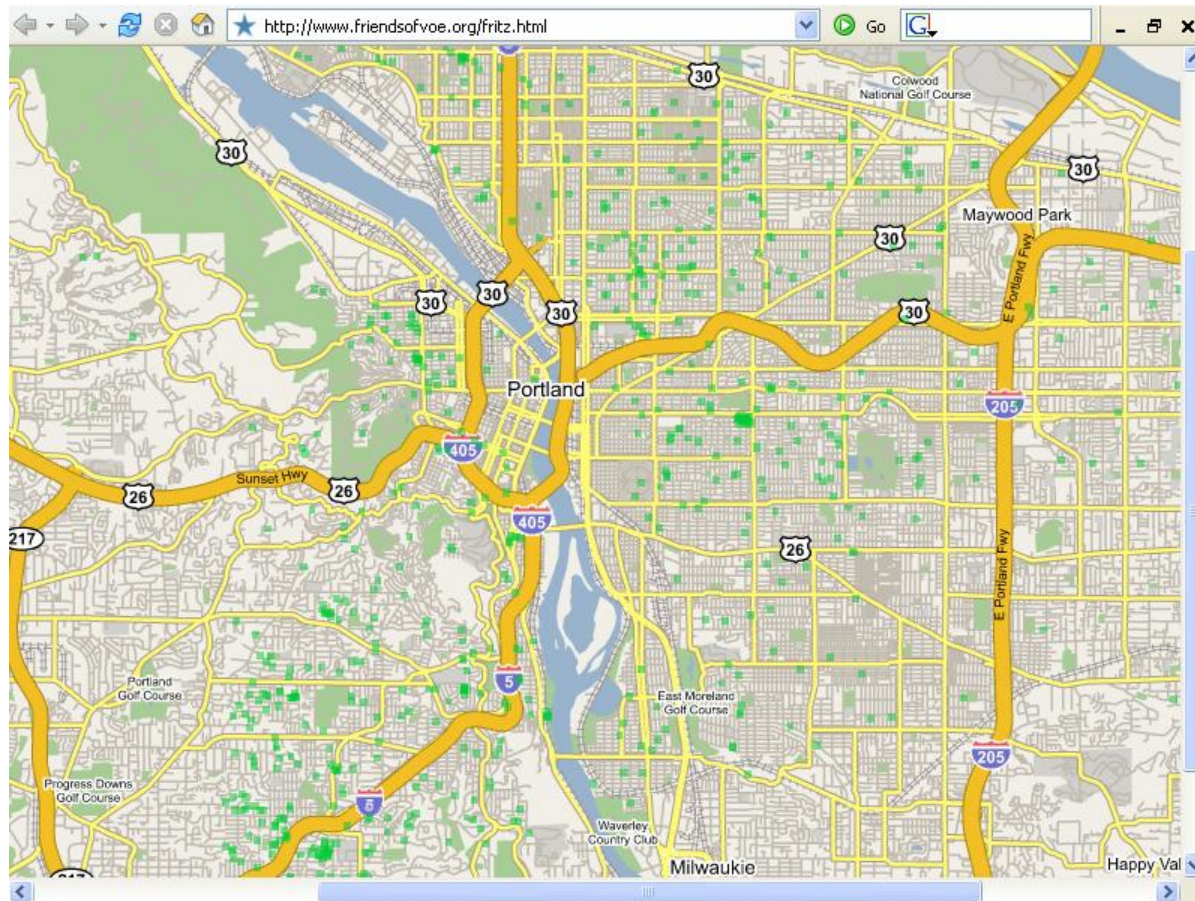 http://www.friendsofvoe.org/fritz.html
Go
G
30
Colwood
National Golf Course
30
30
Maywood Park
30
30
30
30
30
E Portland Fwy
Portland
205
405
Sunset Hwy
26
26
405
217
26
E Portland Fwy
Portland
Golf Course
5
East Moreland
Golf Course
205
Progress Downs
Golf Course
5
Waverley
Country Club
Milwaukie
Happy Val
217